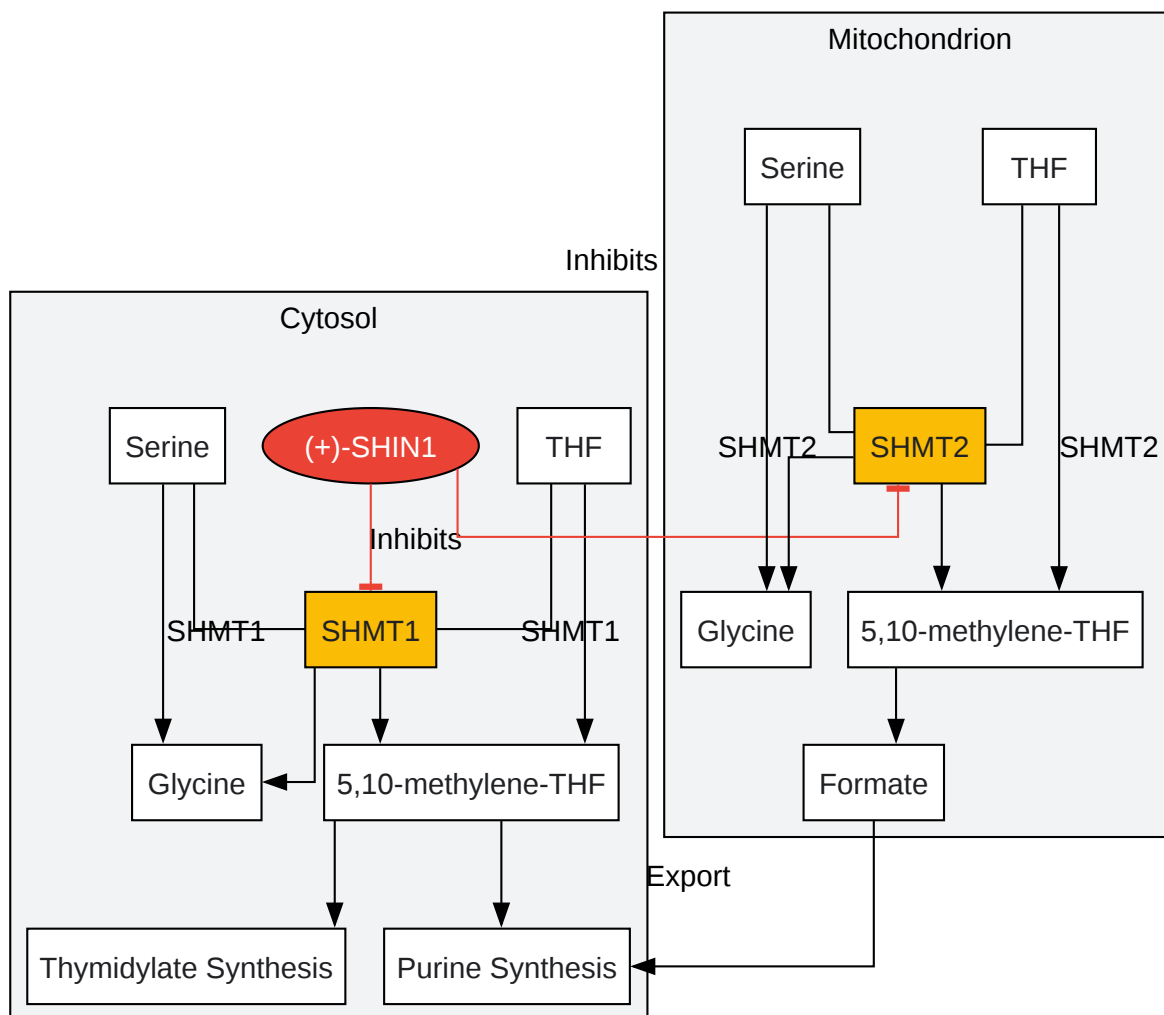 Mitochondrion
Serine
THF
Inhibits
Cytosol
Serine
(+)-SHIN1
THF
SHMT2
SHMT2
SHMT2
Inhibits
SHMT1
SHMT1
SHMT1
Glycine
5,10-methylene-THF
Glycine
5,10-methylene-THF
Formate
Export
Thymidylate Synthesis
Purine Synthesis